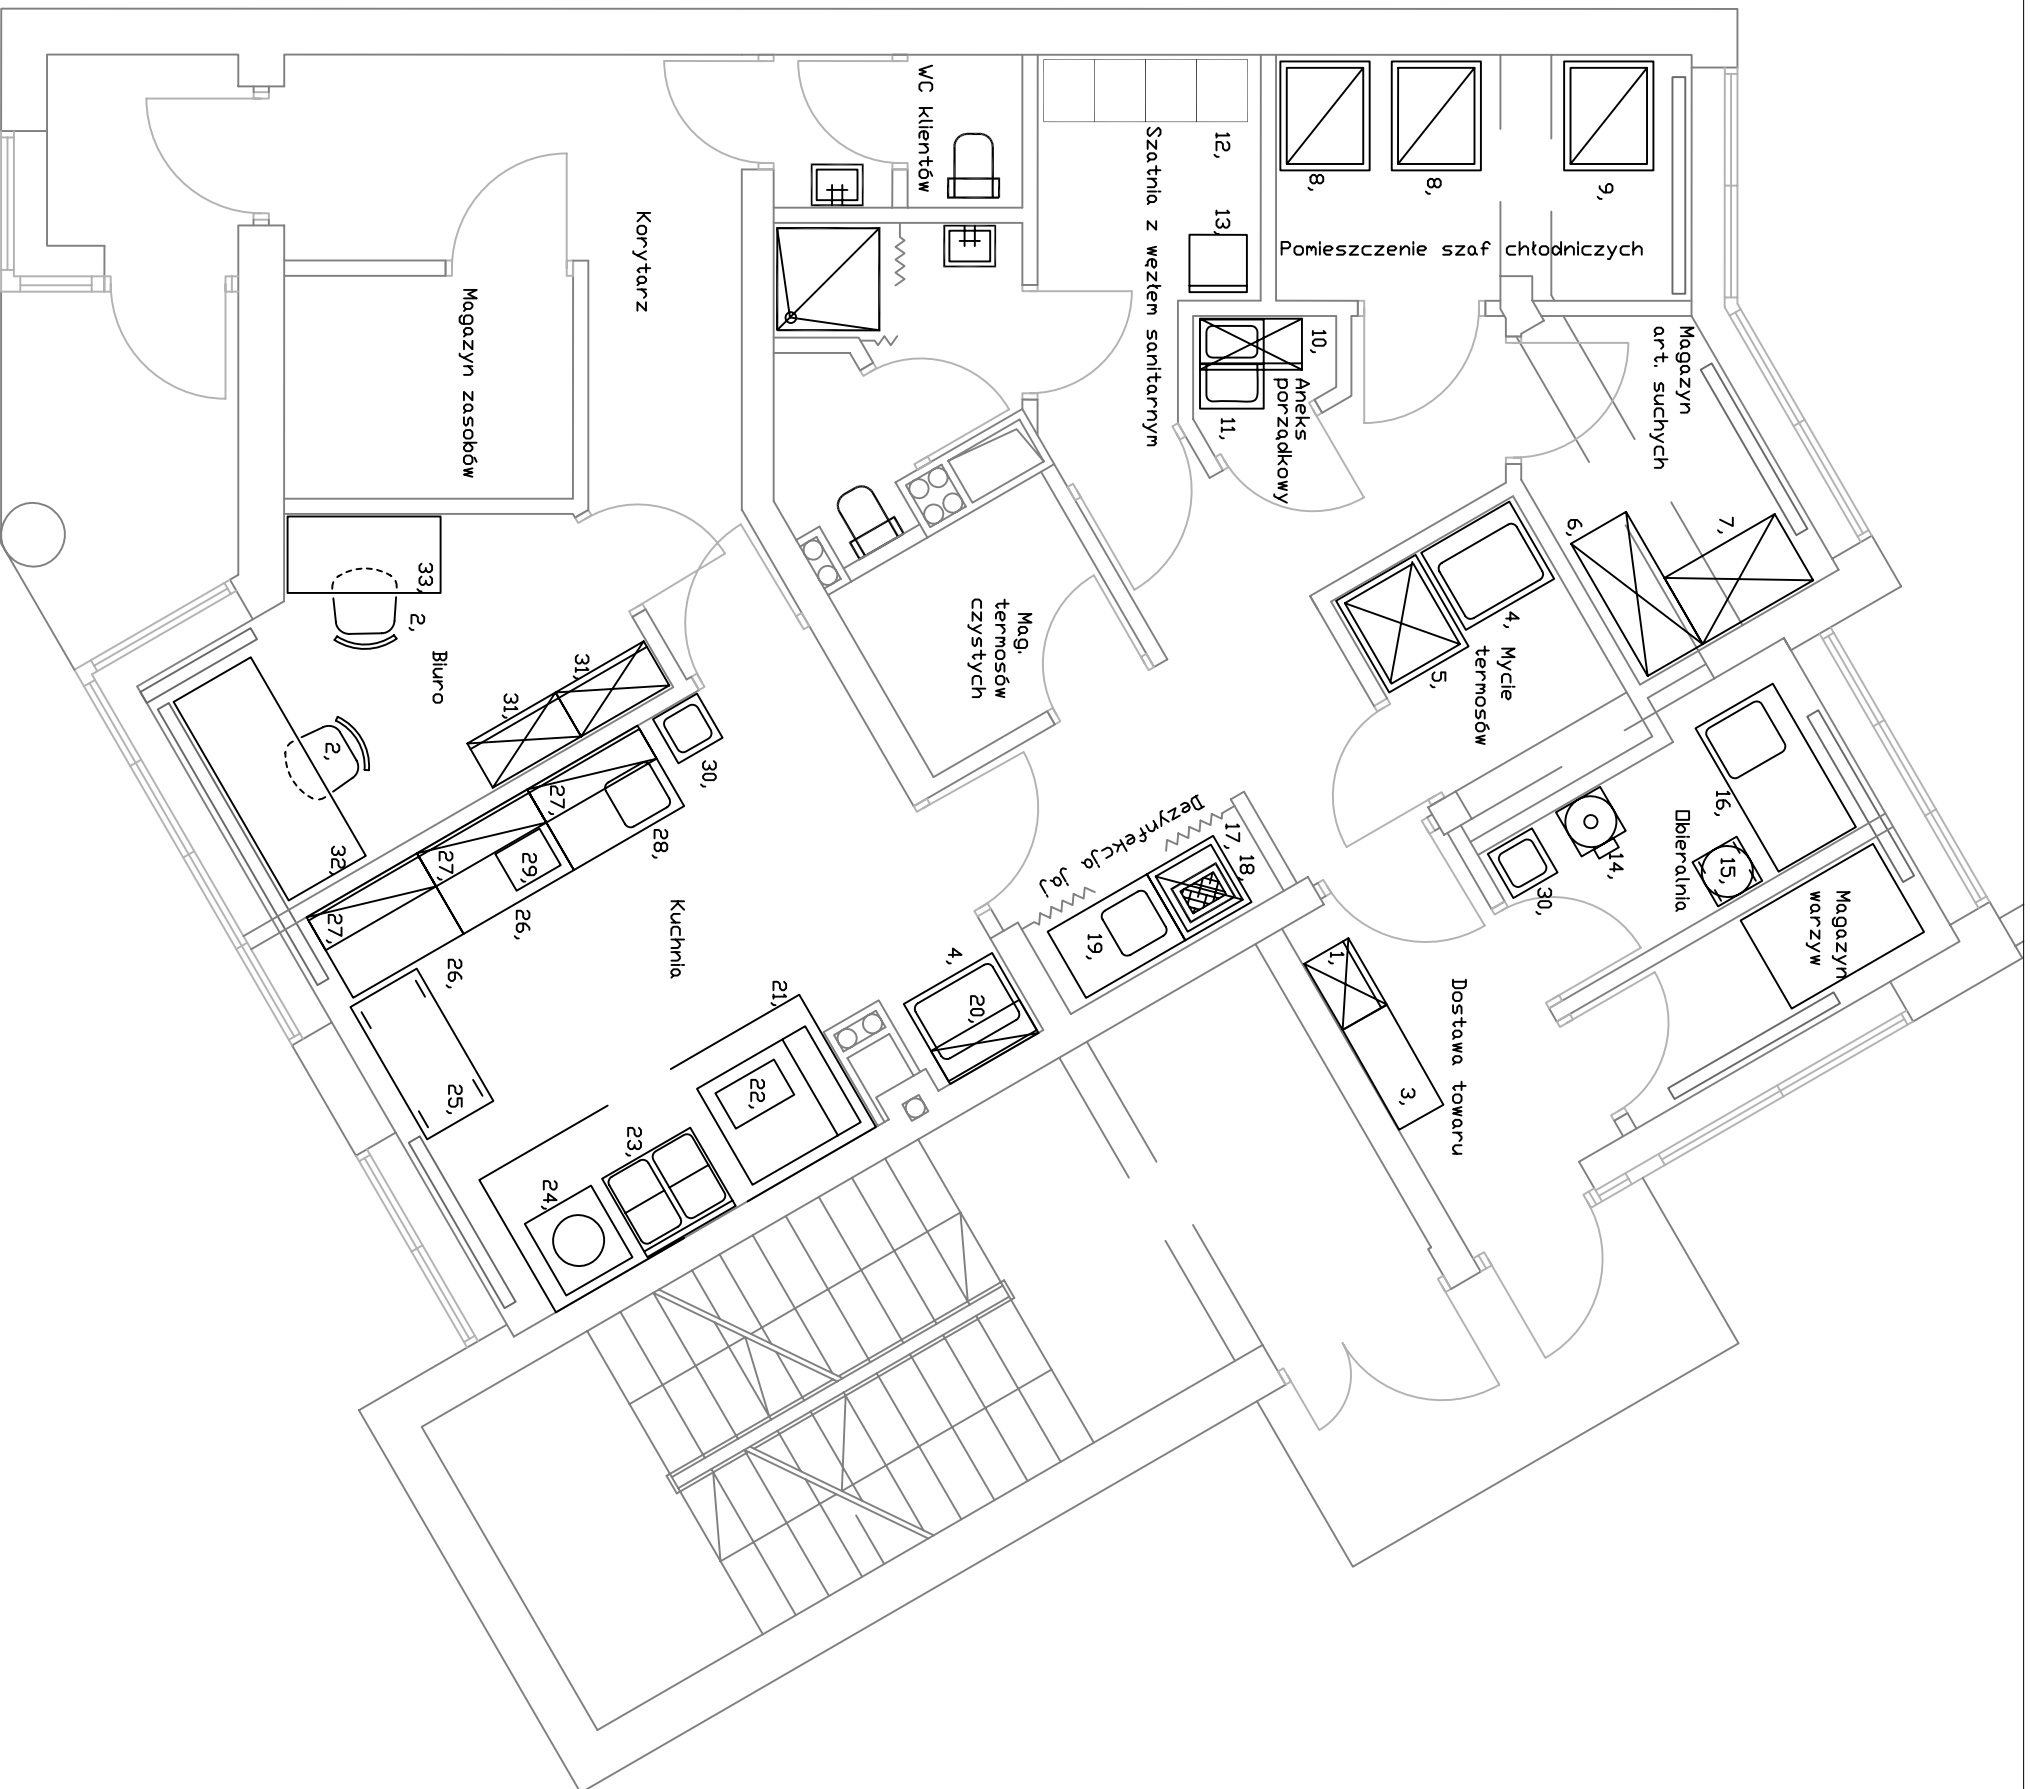 WC klientów
12,
8,
8,
9,
Szatnia z węzłem sanitarnym
13,
Pomieszczenie szaf chłodniczych
Korytarz
Magazyn zasobów
10,
Aneks
porządkowy
11,
Magazyn
art. suchych
6,
7,
33,
2,
Biuro
31,
31,
2,
32,
Mag.
termosów
czystych
4,
5,
Mycie
termosów
30,
27,
28,
27,
29,
26,
27,
26,
25,
Kuchnia
Dezynfekcja jaj
17,
18,
19,
16,
14,
15,
30,
Obieralnia
Magazyn
warzyw
4,
20,
21,
22,
23,
24,
1,
3,
Dostawa towaru